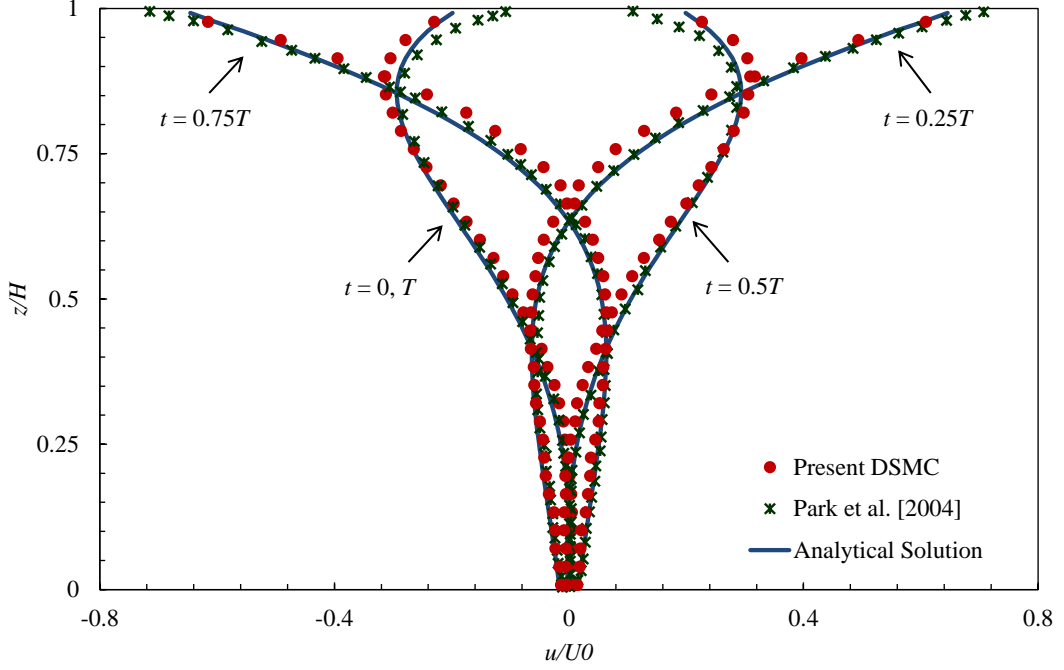 1
t = 0.75T
t = 0.25T
0.75
z/H
t = 0, T
t = 0.5T
0.5
0.25
Present DSMC
Park et al. [2004]
Analytical Solution
0
-0.8
-0.4
0
0.4
0.8
u/U0